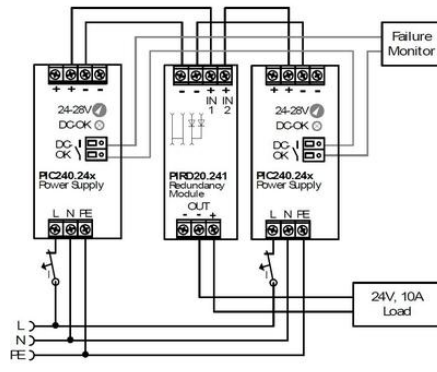 Failure
Monitor
+ + - -
- - + +
IN IN
1 2
+ + - -
24-28V
DC-OK
DC-
OK
PIC240.24x
Power Supply
L N PE
PIRD20.241
Redundancy
Module
OUT
- - +
24-28V
DC-OK
DC-
OK
PIC240.24x
Power Supply
L N PE
I
I
24V, 10A
Load
L
N
PE